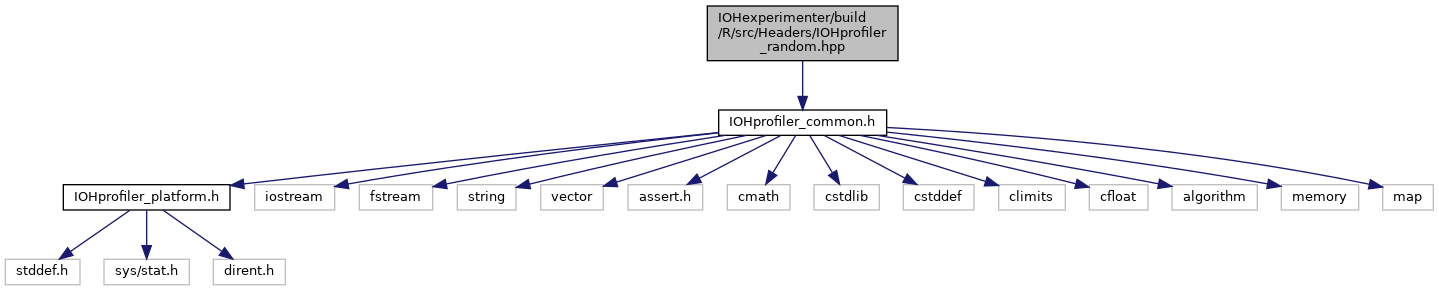 IOHexperimenter/build
/R/src/Headers/IOHprofiler
_random.hpp
IOHprofiler_common.h
IOHprofiler_platform.h
iostream
fstream
string
vector
assert.h
cmath
cstdlib
cstddef
climits
cfloat
algorithm
memory
map
stddef.h
sys/stat.h
dirent.h